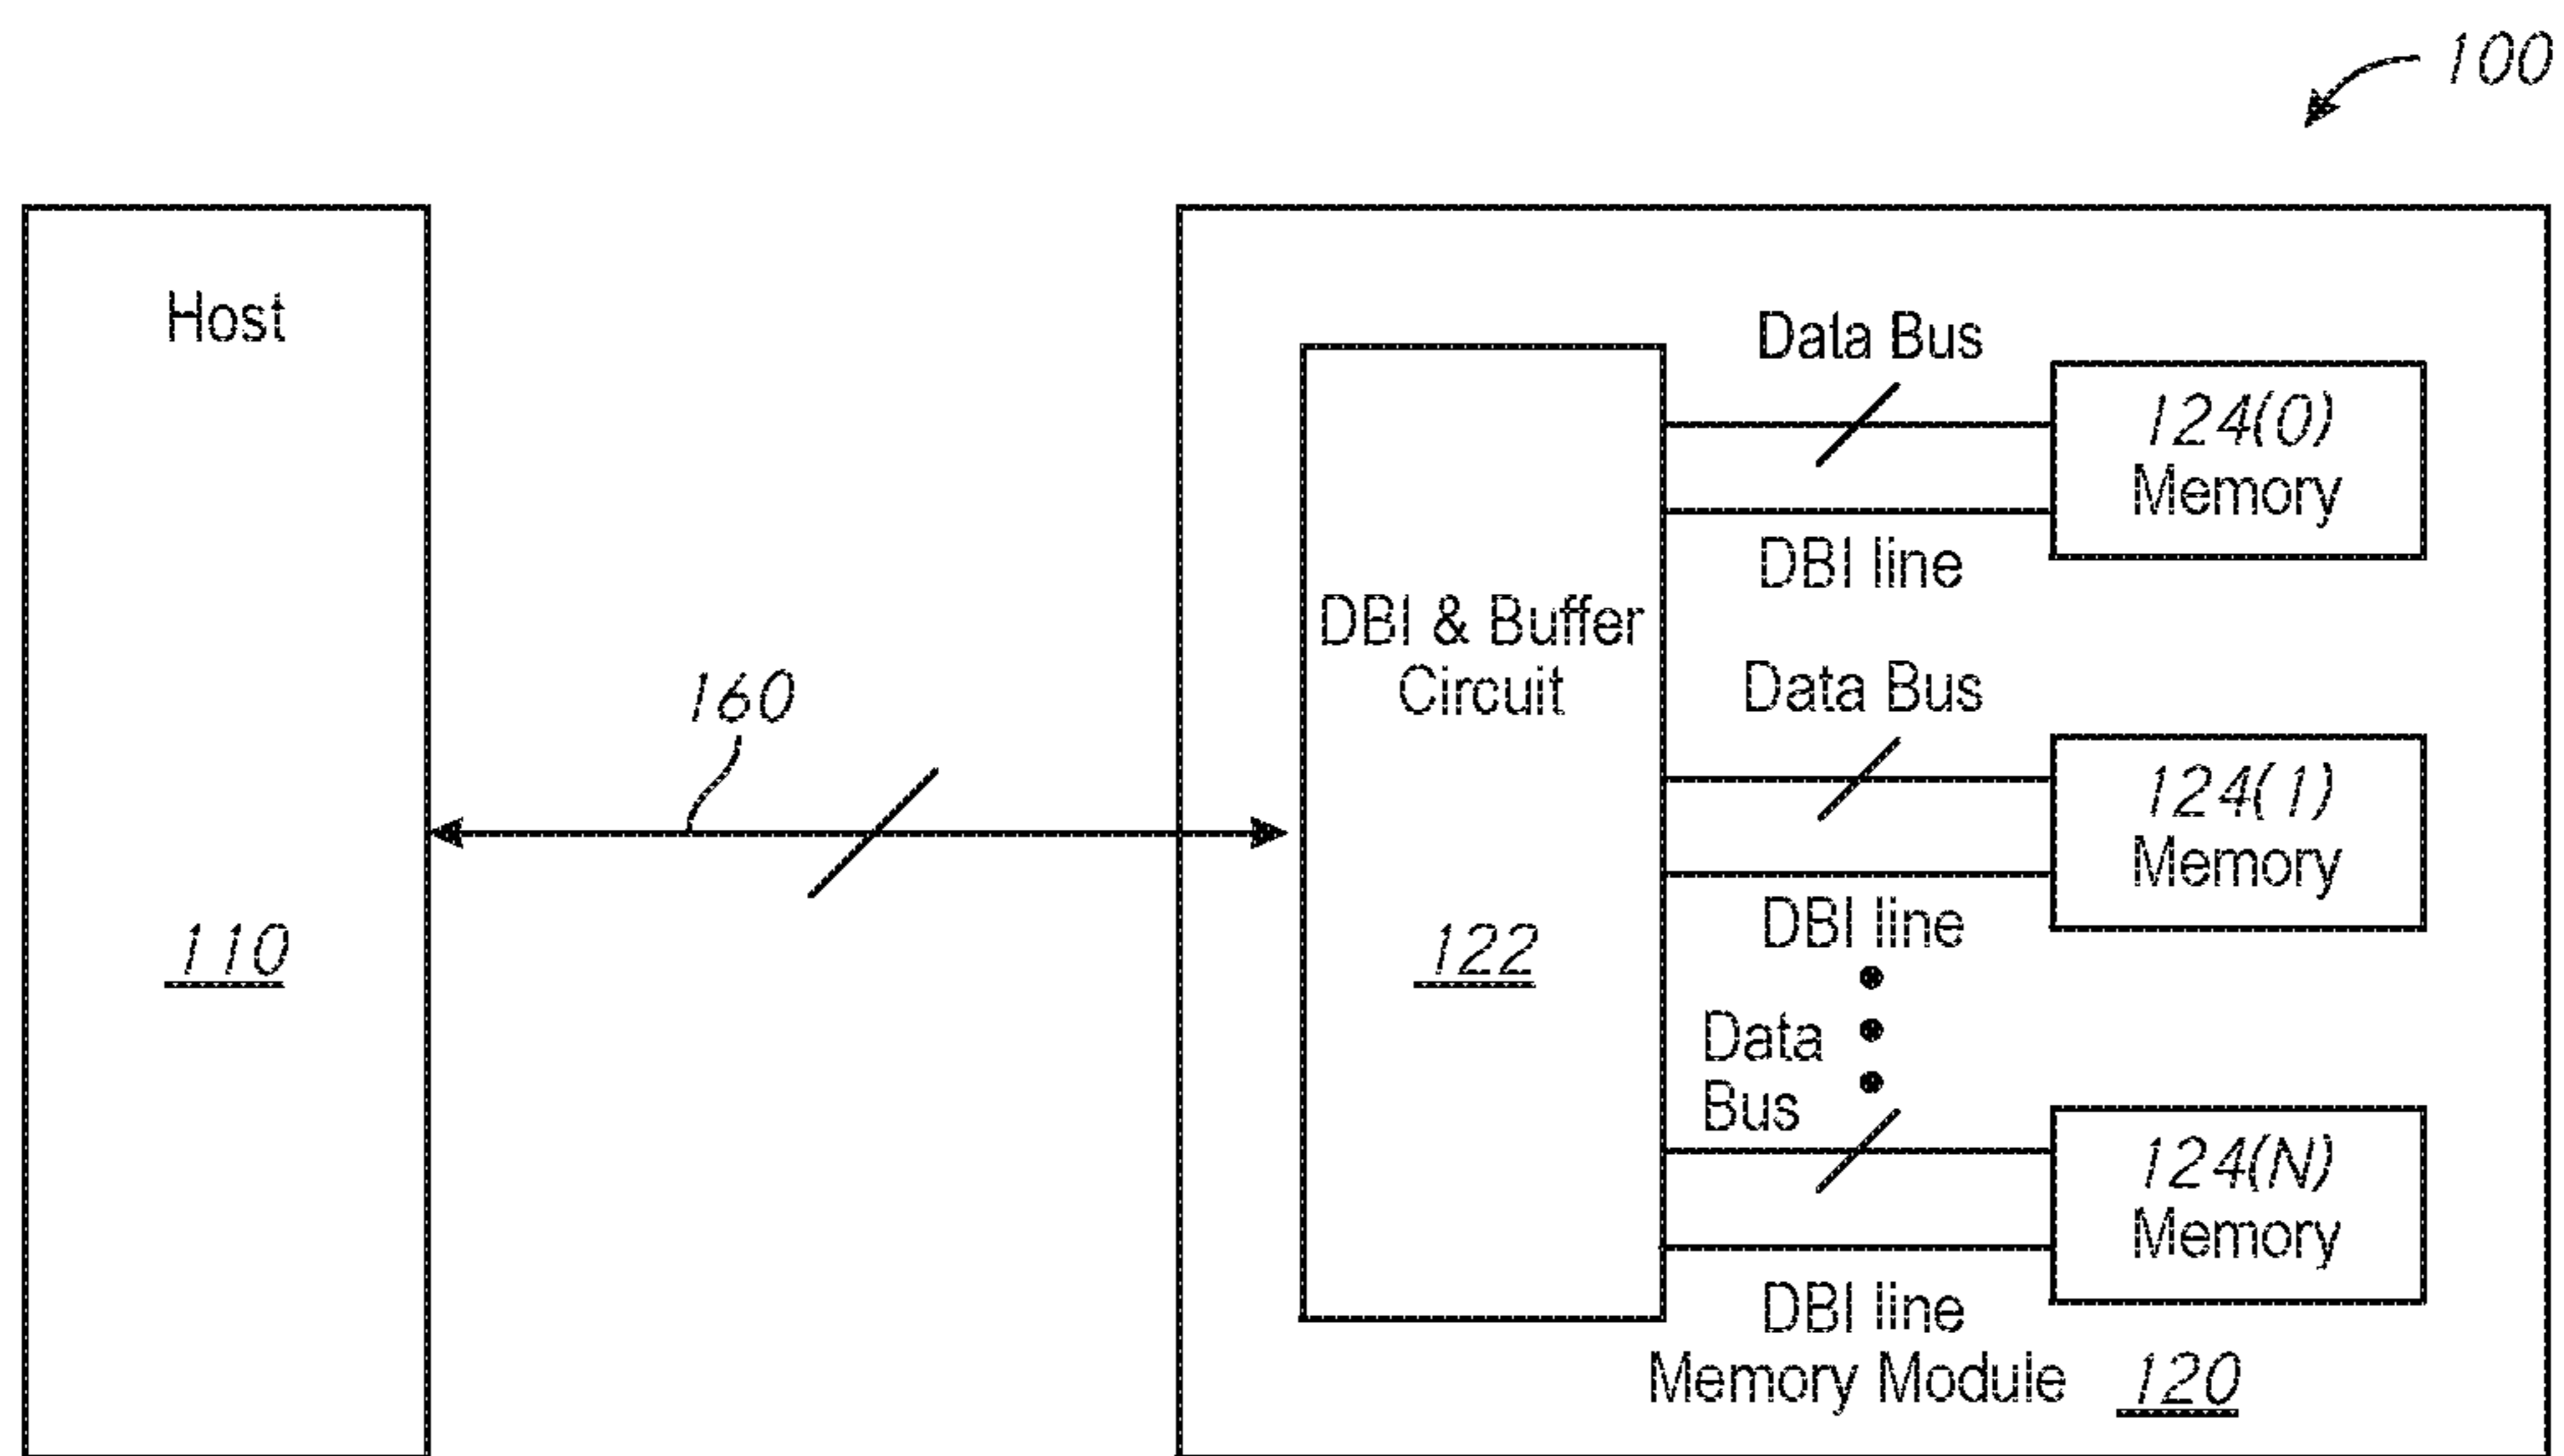 100
Host
110
160
DBI & Buffer
Circuit
122
Data Bus
DBI line
124(0)
Memory
Data Bus
DBI line
124(1)
Memory
Data
Bus
DBI line
124(N)
Memory
Memory Module 120